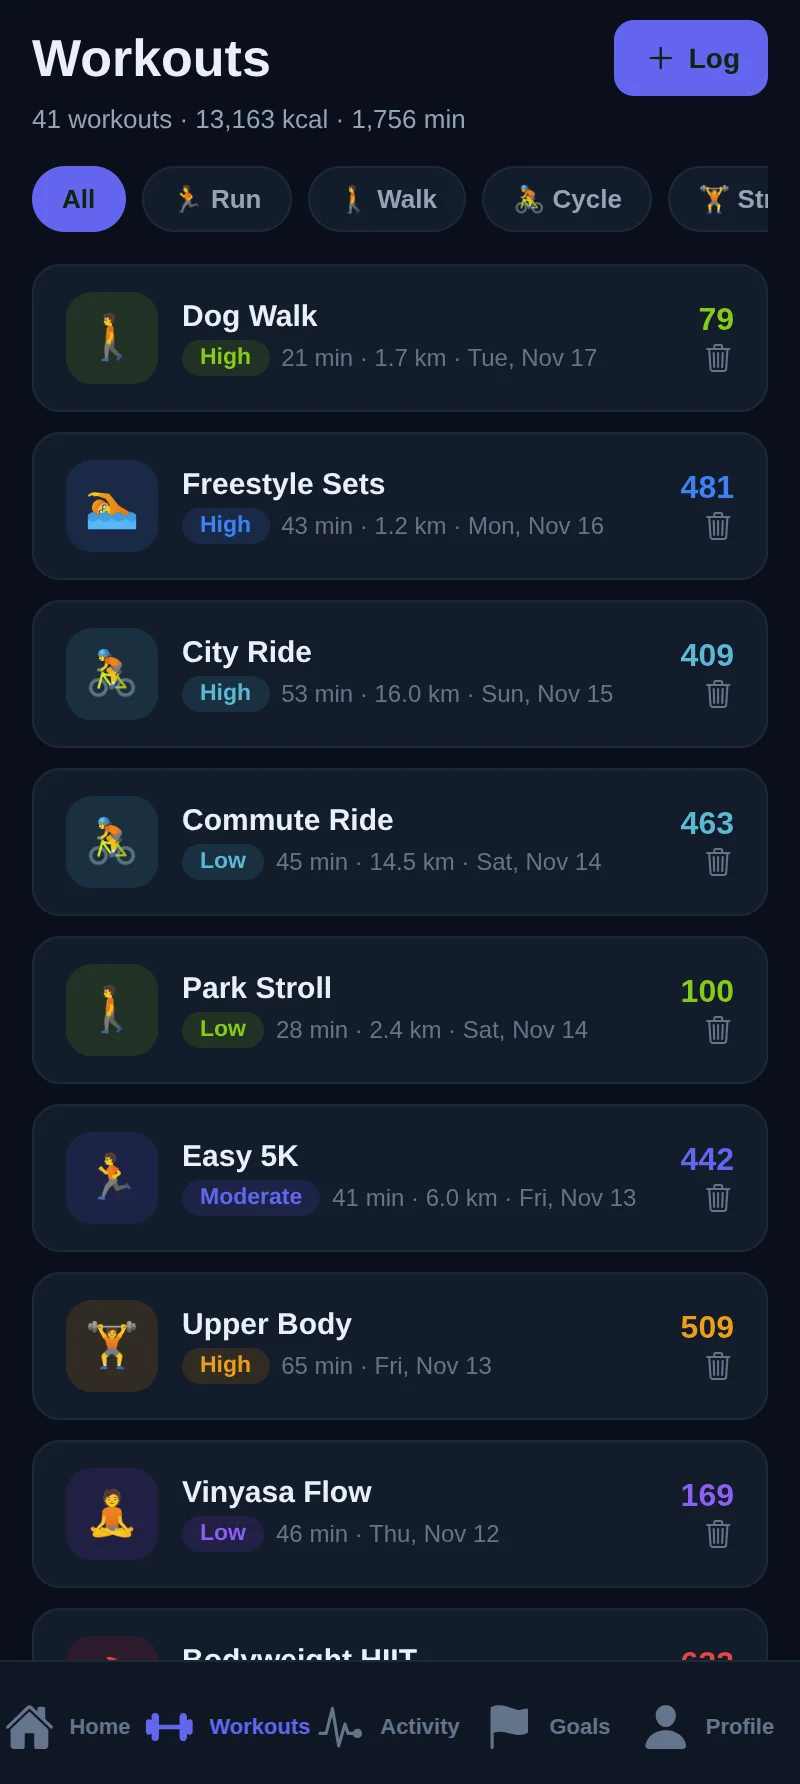 Workouts
Log
41 workouts · 13,163 kcal · 1,756 min
All
Run
Walk
Cycle
Dog Walk
79
High 21 min · 1.7 km · Tue, Nov 17
Freestyle Sets
481
High 43 min · 1.2 km · Mon, Nov 16
City Ride
409
High 53 min · 16.0 km · Sun, Nov 15
Commute Ride
463
Low 45 min · 14.5 km · Sat, Nov 14
Park Stroll
100
Low 28 min · 2.4 km · Sat, Nov 14
Easy 5K
442
Moderate 41 min · 6.0 km · Fri, Nov 13
Upper Body
509
High 65 min · Fri, Nov 13
Vinyasa Flow
169
Low 46 min · Thu, Nov 12
Bodyweight HIIT
Home
Workouts
Activity
Goals
Profile